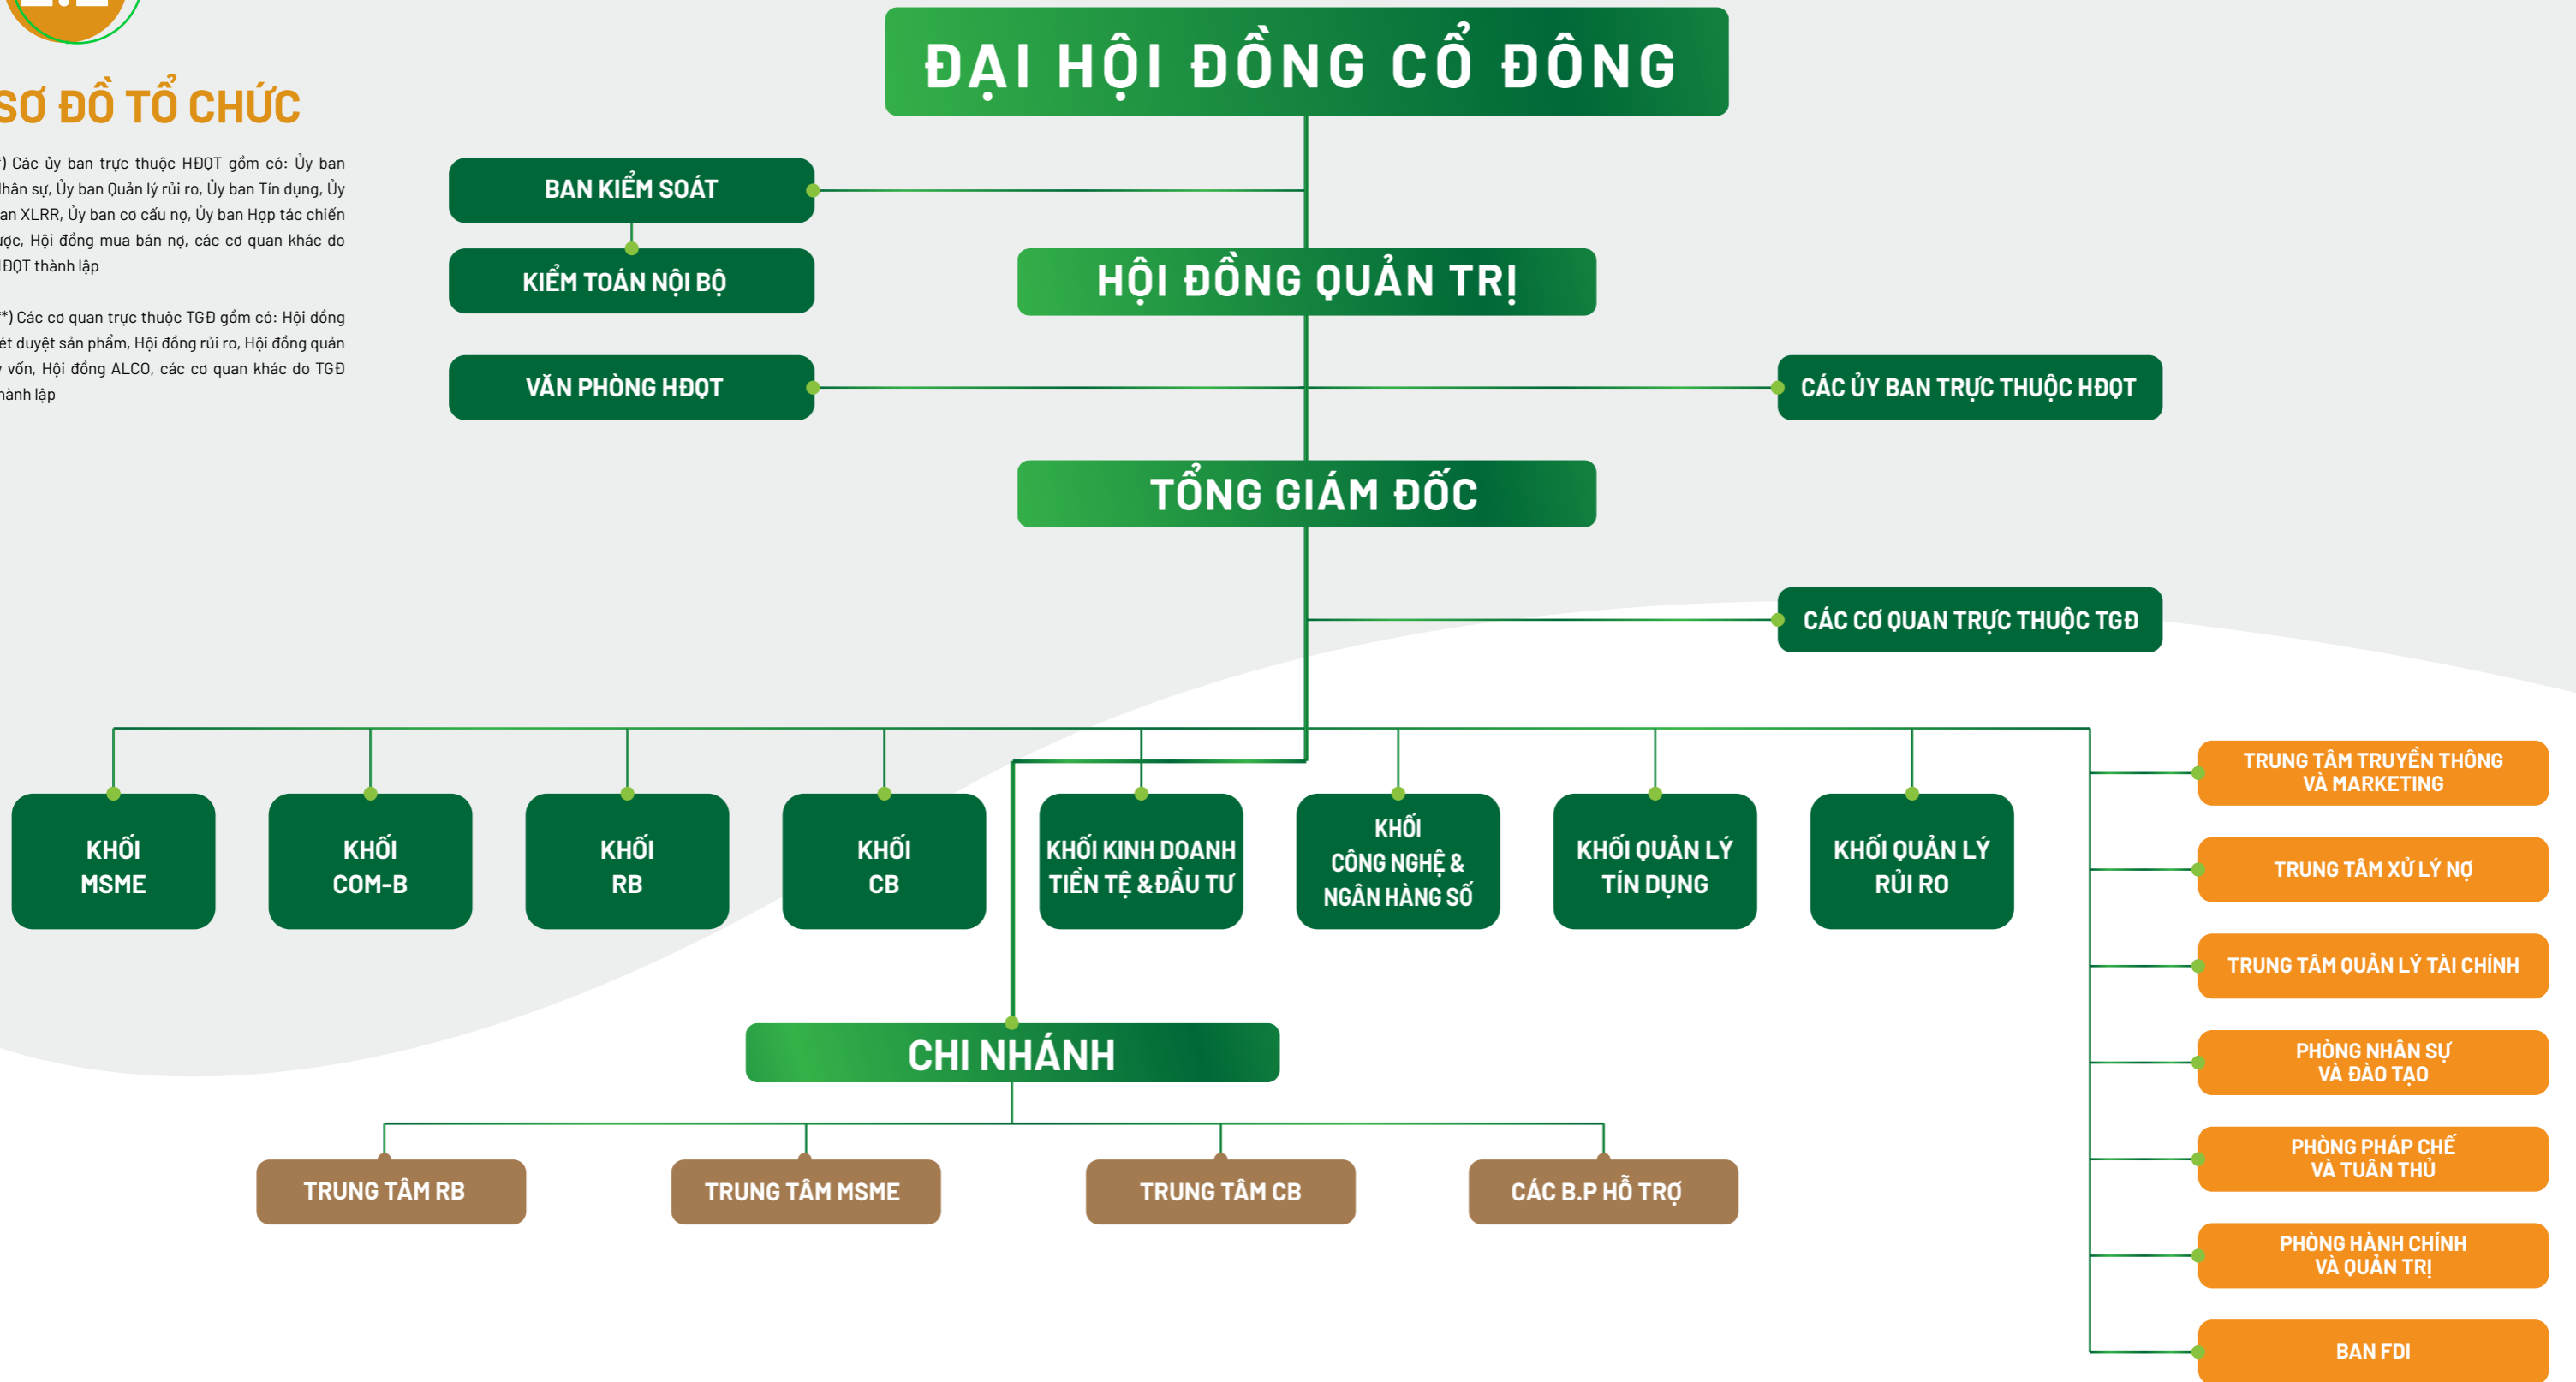 SƠ ĐỒ TỔ CHỨC
) Các ủy ban trực thuộc HĐQT gồm có: Ủy ban
Nhân sự, Ủy ban Quản lý rủi ro, Ủy ban Tín dụng, Ủy
ban XLRR, Ủy ban cơ cấu nợ, Ủy ban Hợp tác chiến
lược, Hội đồng mua bán nợ, các cơ quan khác do
HĐQT thành lập
*) Các cơ quan trực thuộc TGĐ gồm có: Hội đồng
xét duyệt sản phẩm, Hội đồng rủi ro, Hội đồng quản
lý vốn, Hội đồng ALCO, các cơ quan khác do TGĐ
thành lập
ĐẠI HỘI ĐỒNG CỔ ĐÔNG
BAN KIỂM SOÁT
KIỂM TOÁN NỘI BỘ
HỘI ĐỒNG QUẢN TRỊ
VĂN PHÒNG HĐQT
CÁC ỦY BAN TRỰC THUỘC HĐQT
TỔNG GIÁM ĐỐC
CÁC CƠ QUAN TRỰC THUỘC TGĐ
KHỐI
MSME
KHỐI
COM-B
KHỐI
RB
KHỐI
CB
KHỐI KINH DOANH
TIỀN TỆ &ĐẦU TƯ
KHỐI
CÔNG NGHỆ &
NGÂN HÀNG SỐ
KHỐI QUẢN LÝ
TÍN DỤNG
KHỐI QUẢN LÝ
RỦI RO
TRUNG TÂM TRUYỀN THÔNG
VÀ MARKETING
TRUNG TÂM XỬ LÝ NỢ
TRUNG TÂM QUẢN LÝ TÀI CHÍNH
PHÒNG NHÂN SỰ
VÀ ĐÀO TẠO
PHÒNG PHÁP CHẾ
VÀ TUÂN THỦ
PHÒNG HÀNH CHÍNH
VÀ QUẢN TRỊ
BAN FDI
CHI NHÁNH
TRUNG TÂM RB
TRUNG TÂM MSME
TRUNG TÂM CB
CÁC B.P HỖ TRỢ